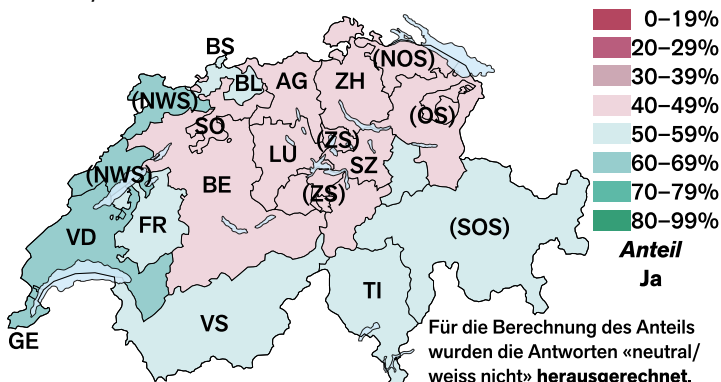 BS
BL
AG
ZH
(NOS)
(NWS)
SO
(ZS)
(OS)
LU
SZ
(NWS)
BE
(ZS)
VD
FR
(SOS)
TI
VS
GE
0–19%
20–29%
30–39%
40–49%
50–59%
60–69%
70–79%
80–99%
Anteil
Ja
Für die Berechnung des Anteils
wurden die Antworten «neutral/
weiss nicht» herausgerechnet.